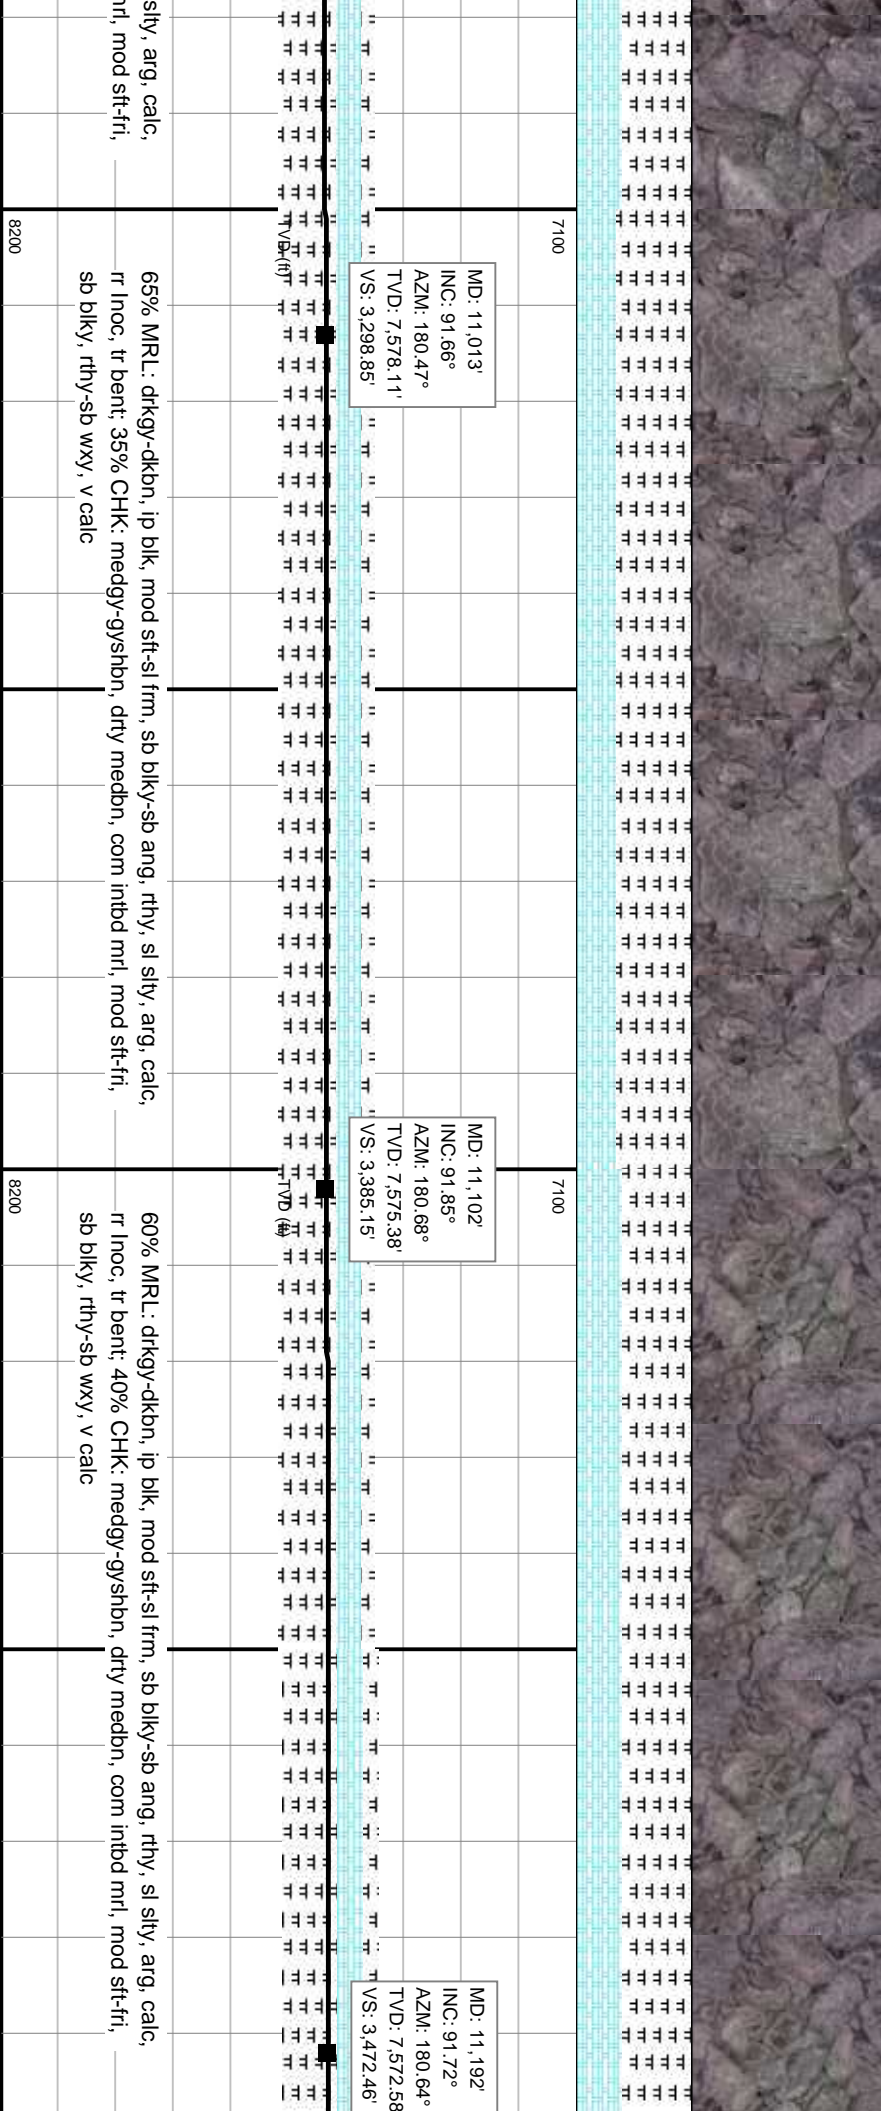 slty, arg, calc,
mod sft-fri,
8200
TVD (ft)
7100
MD: 11,013'
INC: 91.66°
AZM: 180.47°
TVD: 7,578.11'
VS: 3,298.85'
65% MRL: drkgy-dkbn, ip blk, mod sft-sl frm, sb blky-sb ang, rthy, sl slty, arg, calc,
rr Inoc, tr bent; 35% CHK: medgy-gyshbn, drty medbn, com intbd mrl, mod sft-fri,
sb blky, rthy-sb wxy, v calc
8200
TVD (ft)
7100
MD: 11,102'
INC: 91.85°
AZM: 180.68°
TVD: 7,575.38'
VS: 3,385.15'
60% MRL: drkgy-dkbn, ip blk, mod sft-sl frm, sb blky-sb ang, rthy, sl slty, arg, calc,
rr Inoc, tr bent; 40% CHK: medgy-gyshbn, drty medbn, com intbd mrl, mod sft-fri,
sb blky, rthy-sb wxy, v calc
MD: 11,192'
INC: 91.72°
AZM: 180.64°
TVD: 7,572.58
VS: 3,472.46'